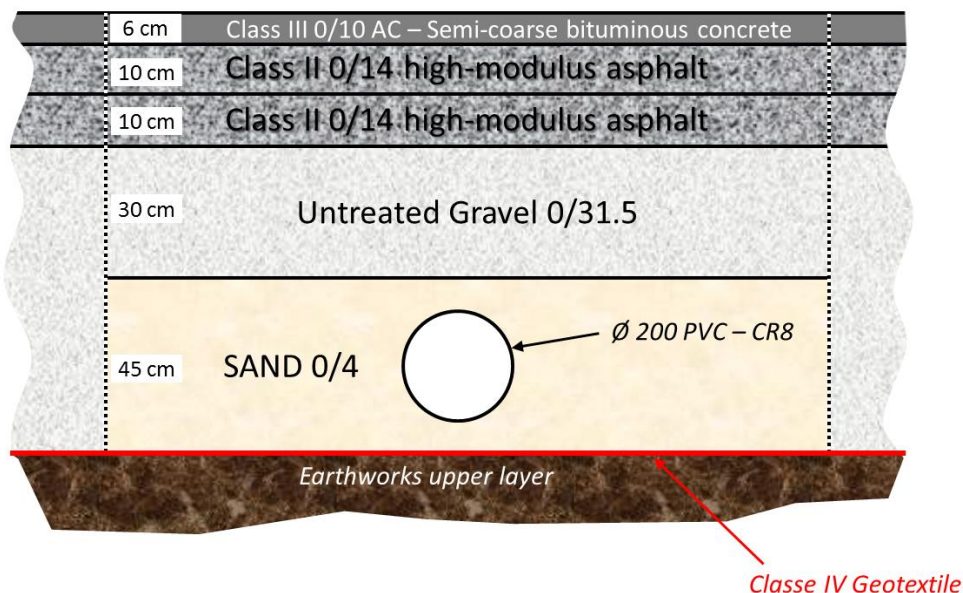 6 cm Class III 0/10 AC – Semi-coarse bituminous concrete
10 cm Class II 0/14 high-modulus asphalt
10 cm Class II 0/14 high-modulus asphalt
30 cm Untreated Gravel 0/31.5
Ø 200 PVC – CR8
45 cm SAND 0/4
Earthworks upper layer
Classe IV Geotextile